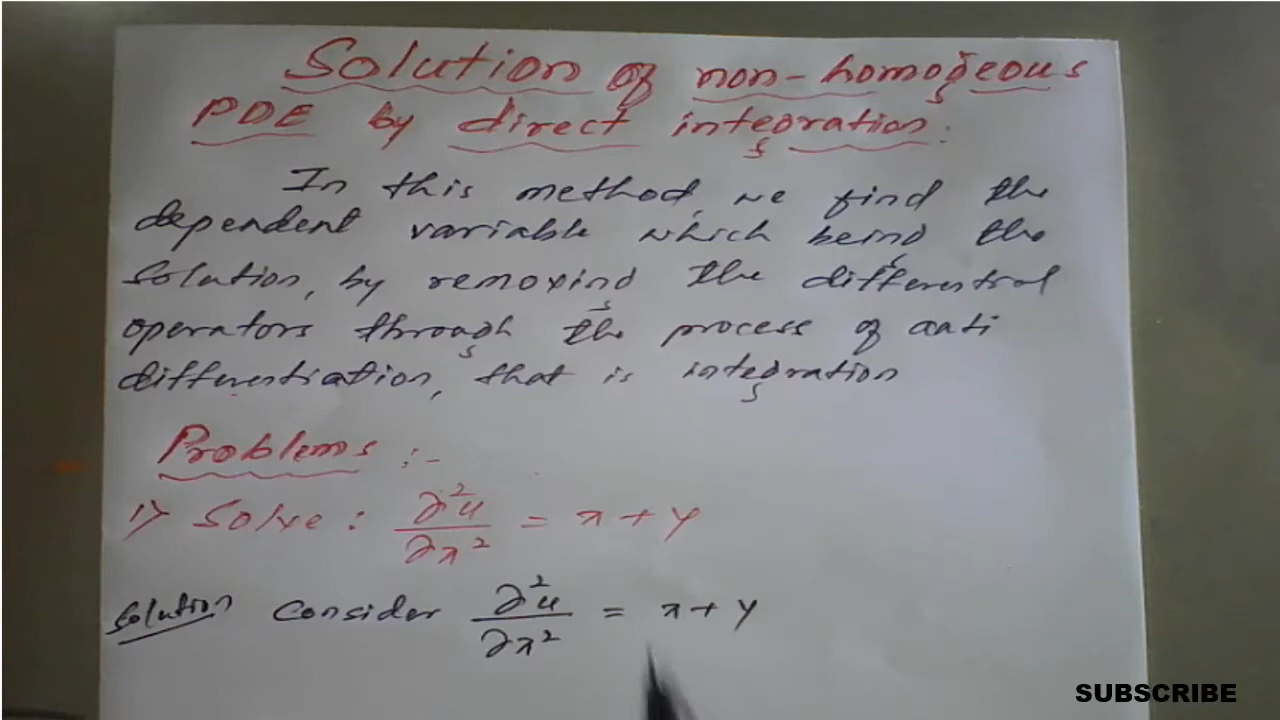 Solution of non-homogeous
PDE by direct integration:
In this method, we find the
dependent variable which being the
solution, by removing the differential
operators through the process of anti
differentiation, that is integration
Problems :-
1) Solve : ∂²u/∂x² = x + y
Solution Consider ∂²u/∂x² = x + y
SUBSCRIBE